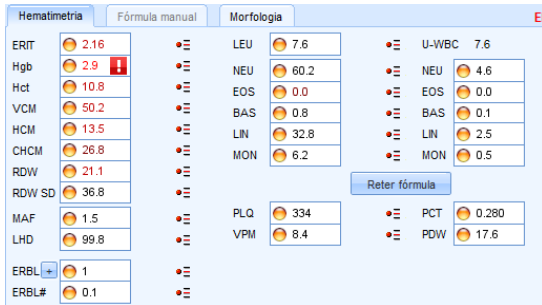 Hematimetria Fórmula manual Morfologia E
ERIT 2.16 LEU 7.6 U-WBC 7.6
Hgb 2.9 ! NEU 60.2 NEU 4.6
Hct 10.8 EOS 0.0 EOS 0.0
VCM 50.2 BAS 0.8 BAS 0.1
HCM 13.5 LIN 32.8 LIN 2.5
CHCM 26.8 MON 6.2 MON 0.5
RDW 21.1
RDW SD 36.8 Reter fórmula
MAF 1.5 PLQ 334 PCT 0.280
LHD 99.8 VPM 8.4 PDW 17.6
ERBL + 1
ERBL# 0.1